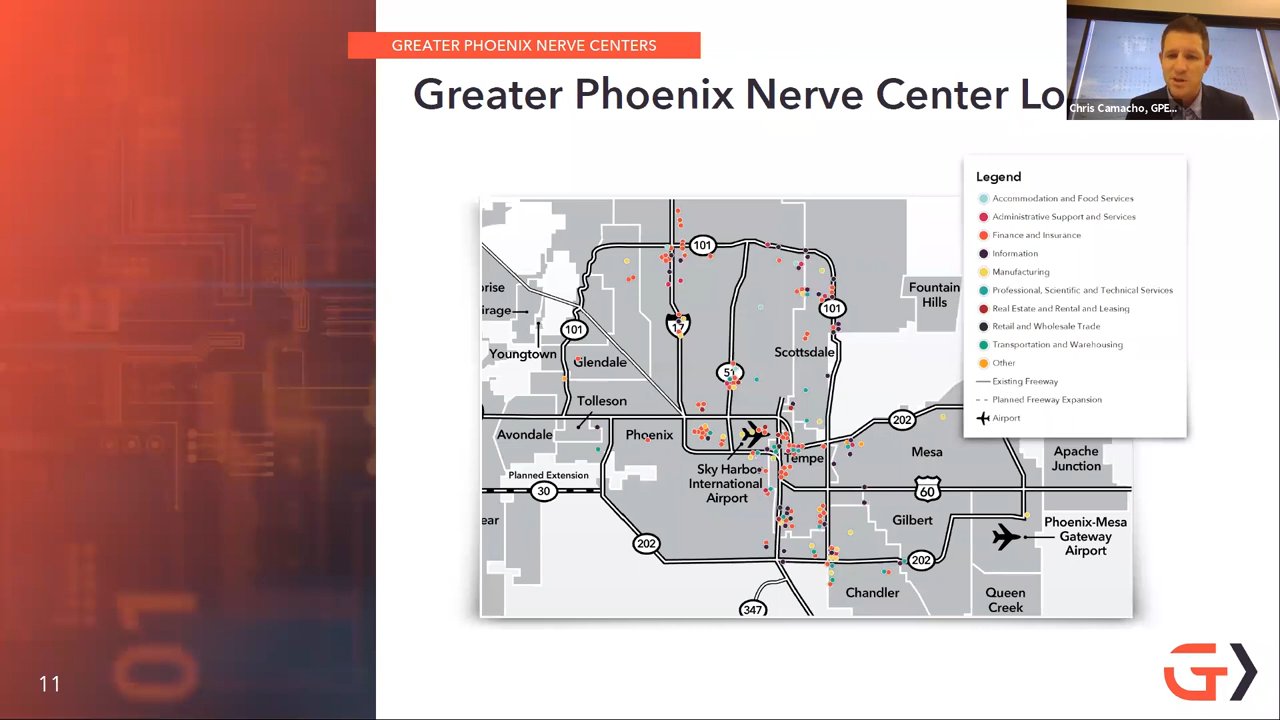 GREATER PHOENIX NERVE CENTERS
Greater Phoenix Nerve Center Lo
Chris Camacho, GPE...
Legend
Accommodation and Food Services
Administrative Support and Services
Finance and Insurance
Information
Manufacturing
Professional, Scientific and Technical Services
Real Estate and Rental and Leasing
Retail and Wholesale Trade
Transportation and Warehousing
Other
Existing Freeway
Planned Freeway Expansion
Airport
101
prise
irage
Youngtown
101
Glendale
17
51
Scottsdale
101
Fountain
Hills
Tolleson
Avondale
Phoenix
Tempe
202
Mesa
Apache
Junction
Sky Harbor
International
Airport
Planned Extension
30
60
ear
Gilbert
Phoenix-Mesa
Gateway
Airport
202
202
Chandler
Queen
Creek
347
11